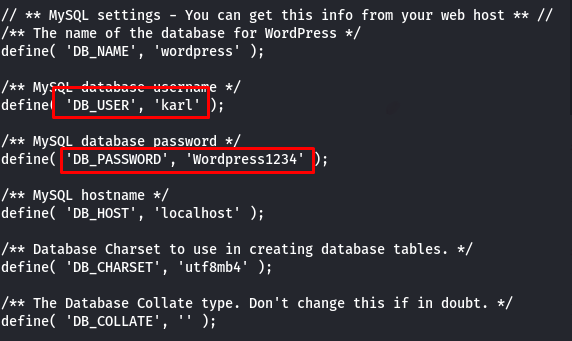 // ** MySQL settings - You can get this info from your web host ** //
/** The name of the database for WordPress */
define( 'DB_NAME', 'wordpress' );
/** MySQL database username */
define( 'DB_USER', 'karl' );
/** MySQL database password */
define( 'DB_PASSWORD', 'Wordpress1234' );
/** MySQL hostname */
define( 'DB_HOST', 'localhost' );
/** Database Charset to use in creating database tables. */
define( 'DB_CHARSET', 'utf8mb4' );
/** The Database Collate type. Don't change this if in doubt. */
define( 'DB_COLLATE', '' );